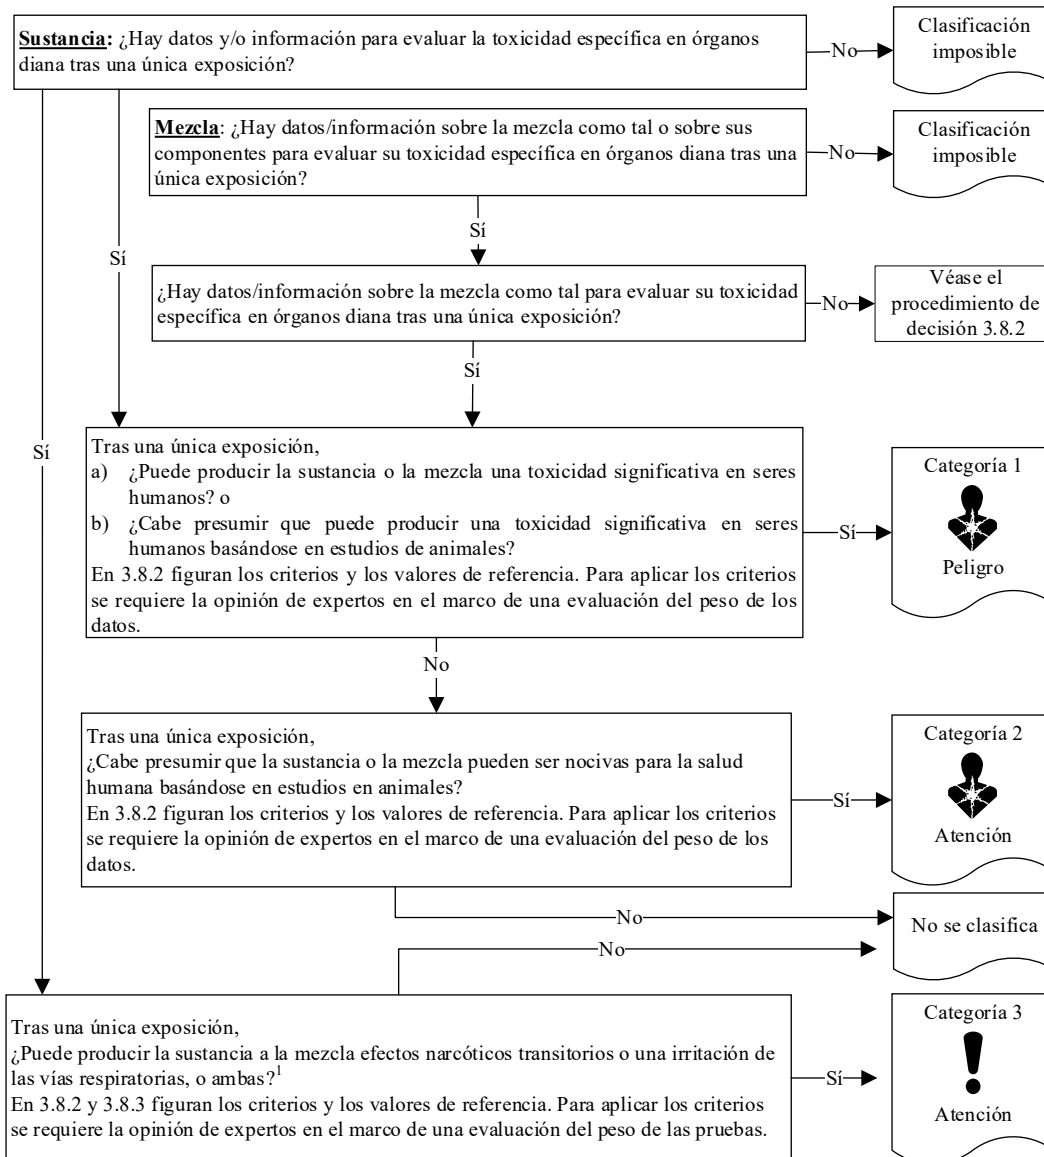 Sustancia: ¿Hay datos y/o información para evaluar la toxicidad específica en órganos
diana tras una única exposición?
No
Clasificación
imposible
Mezcla: ¿Hay datos/información sobre la mezcla como tal o sobre sus
componentes para evaluar su toxicidad específica en órganos diana tras una
única exposición?
No
Clasificación
imposible
Sí
Sí
¿Hay datos/información sobre la mezcla como tal para evaluar su toxicidad
específica en órganos diana tras una única exposición?
No
Véase el
procedimiento de
decisión 3.8.2
Sí
Sí
Tras una única exposición,
a) ¿Puede producir la sustancia o la mezcla una toxicidad significativa en seres
humanos? o
b) ¿Cabe presumir que puede producir una toxicidad significativa en seres
humanos basándose en estudios de animales?
En 3.8.2 figuran los criterios y los valores de referencia. Para aplicar los criterios
se requiere la opinión de expertos en el marco de una evaluación del peso de los
datos.
Sí
Categoría 1
Peligro
No
Tras una única exposición,
¿Cabe presumir que la sustancia o la mezcla pueden ser nocivas para la salud
humana basándose en estudios en animales?
En 3.8.2 figuran los criterios y los valores de referencia. Para aplicar los criterios
se requiere la opinión de expertos en el marco de una evaluación del peso de los
datos.
Sí
Categoría 2
Atención
No
No se clasifica
No
Tras una única exposición,
¿Puede producir la sustancia a la mezcla efectos narcóticos transitorios o una irritación de
las vías respiratorias, o ambas?1
En 3.8.2 y 3.8.3 figuran los criterios y los valores de referencia. Para aplicar los criterios
se requiere la opinión de expertos en el marco de una evaluación del peso de las pruebas.
Sí
Categoría 3
Atención